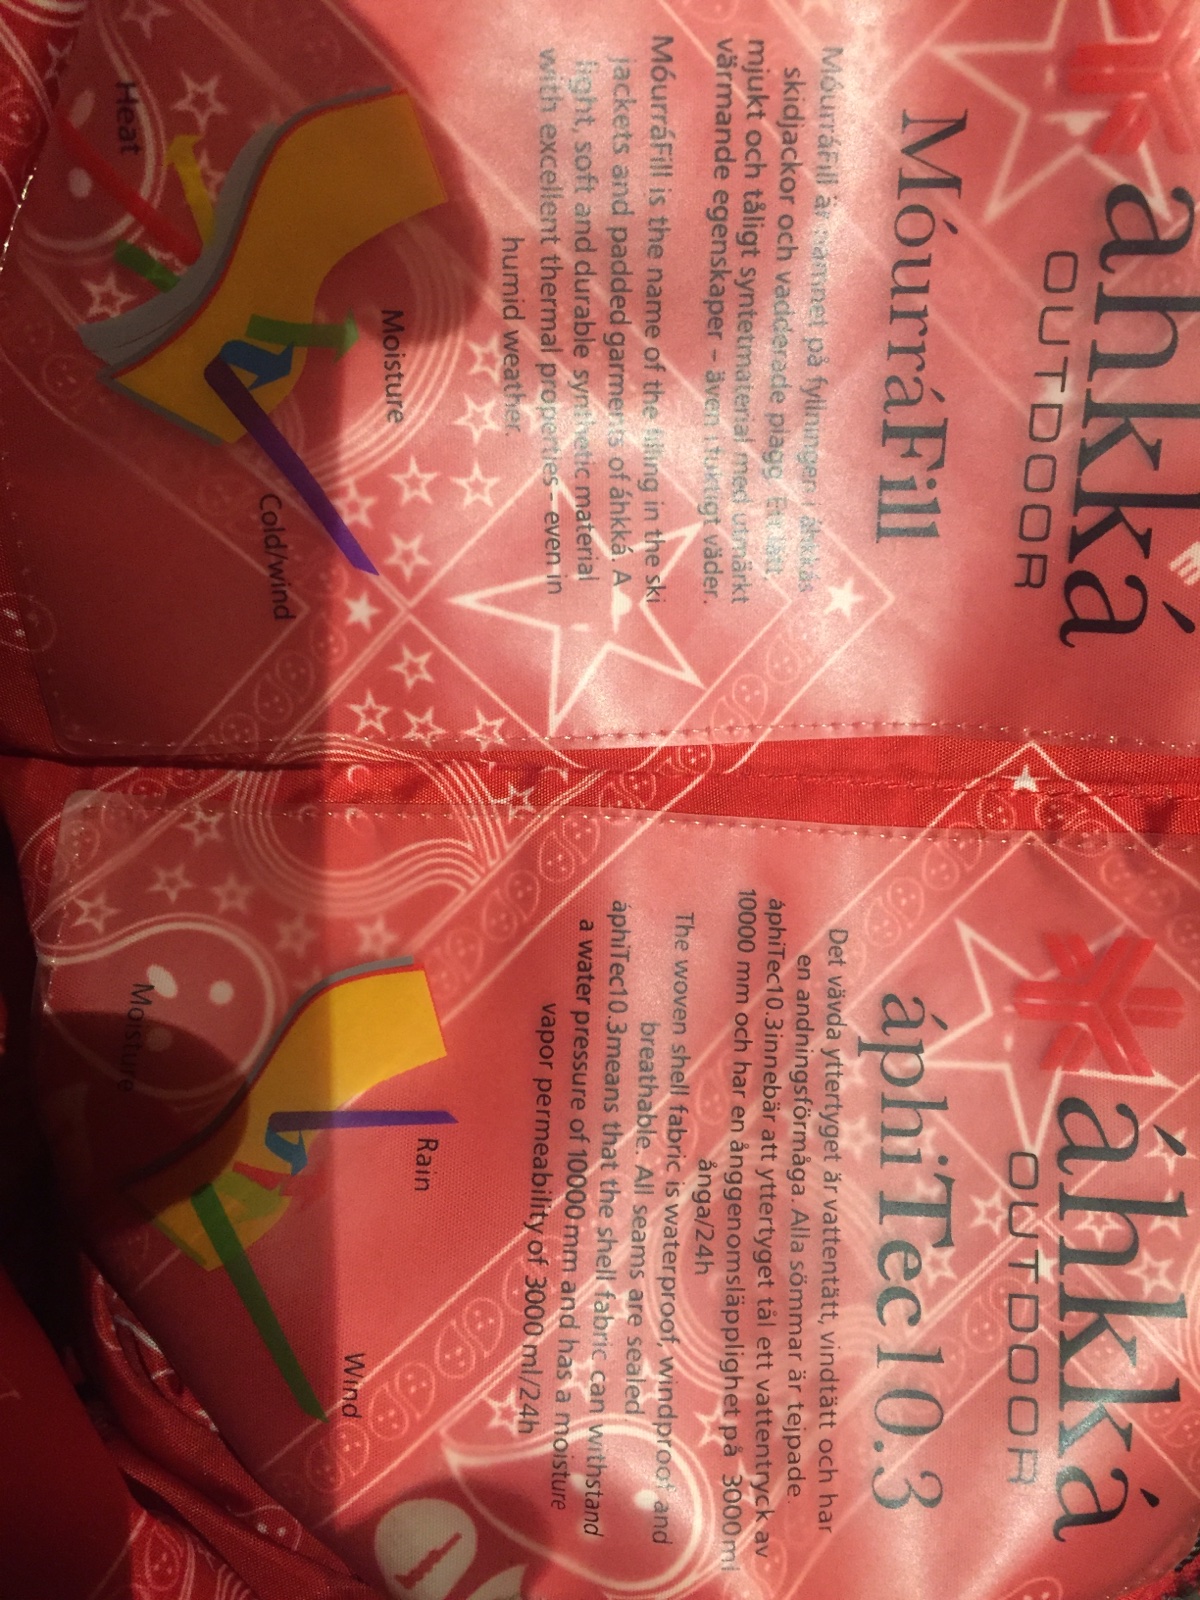 áhkká
OUTDOOR
MóurráFill
MóurráFill är namnet på fyllningen i áhkkás
skidjackor och vadderade plagg. Ett lätt
mjukt och tåligt syntetmaterial med utmärkt
värmande egenskaper – även i fuktigt väder.
MóurráFill is the name of the filling in the ski
jackets and padded garments of áhkká. A
light, soft and durable synthetic material
with excellent thermal properties - even in
humid weather.
Moisture
Cold/wind
Heat
áhkká
OUTDOOR
áphiTec10.3
Det vävda yttertyget är vattentätt, vindtätt och har
en andningsförmåga. Alla sömmar är tejpade.
áphiTec10.3innebär att yttertyget tål ett vattentryck av
10000 mm och har en ånggenomsläpplighet på 3000ml
ånga/24h
The woven shell fabric is waterproof, windproof and
breathable. All seams are sealed
áphiTec10.3means that the shell fabric can withstand
a water pressure of 10000 mm and has a moisture
vapor permeability of 3000 ml/24h
Rain
Wind
Moisture